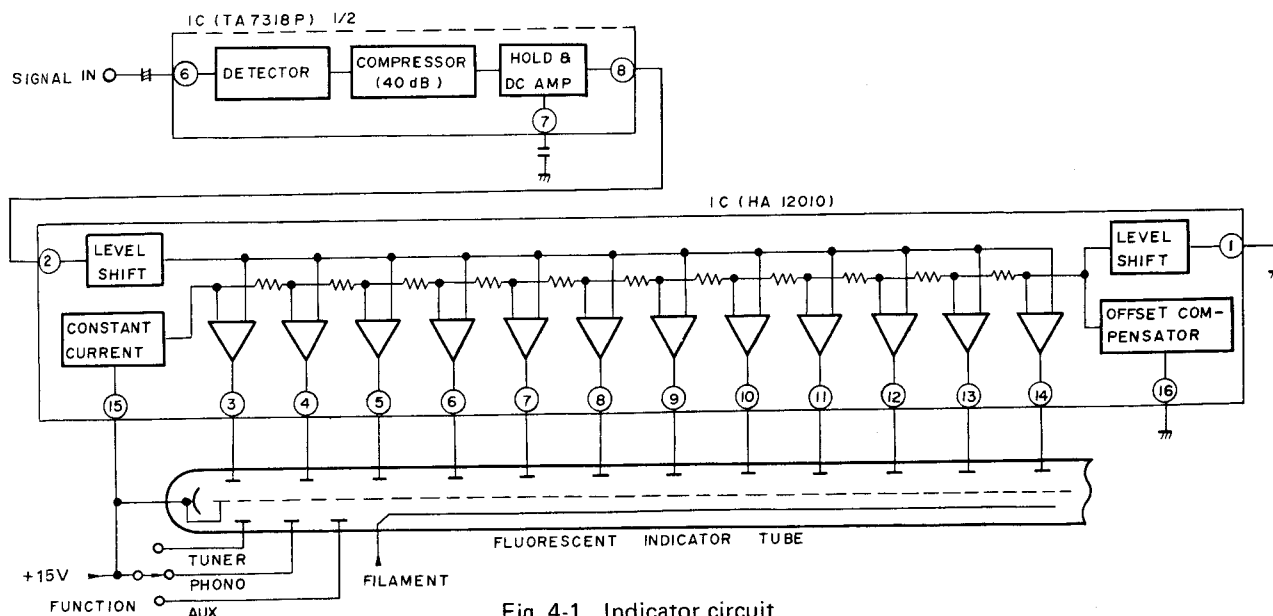 IC (TA7318P) 1/2
SIGNAL IN
6
DETECTOR
COMPRESSOR
(40 dB)
HOLD &
DC AMP
8
7
IC (HA 12010)
2
LEVEL
SHIFT
LEVEL
SHIFT
1
CONSTANT
CURRENT
OFFSET COM-
PENSATOR
15
3
4
5
6
7
8
9
10
11
12
13
14
16
TUNER
+15V
PHONO
FILAMENT
FLUORESCENT INDICATOR TUBE
FUNCTION
AUX
Fig. 4-1 Indicator circuit